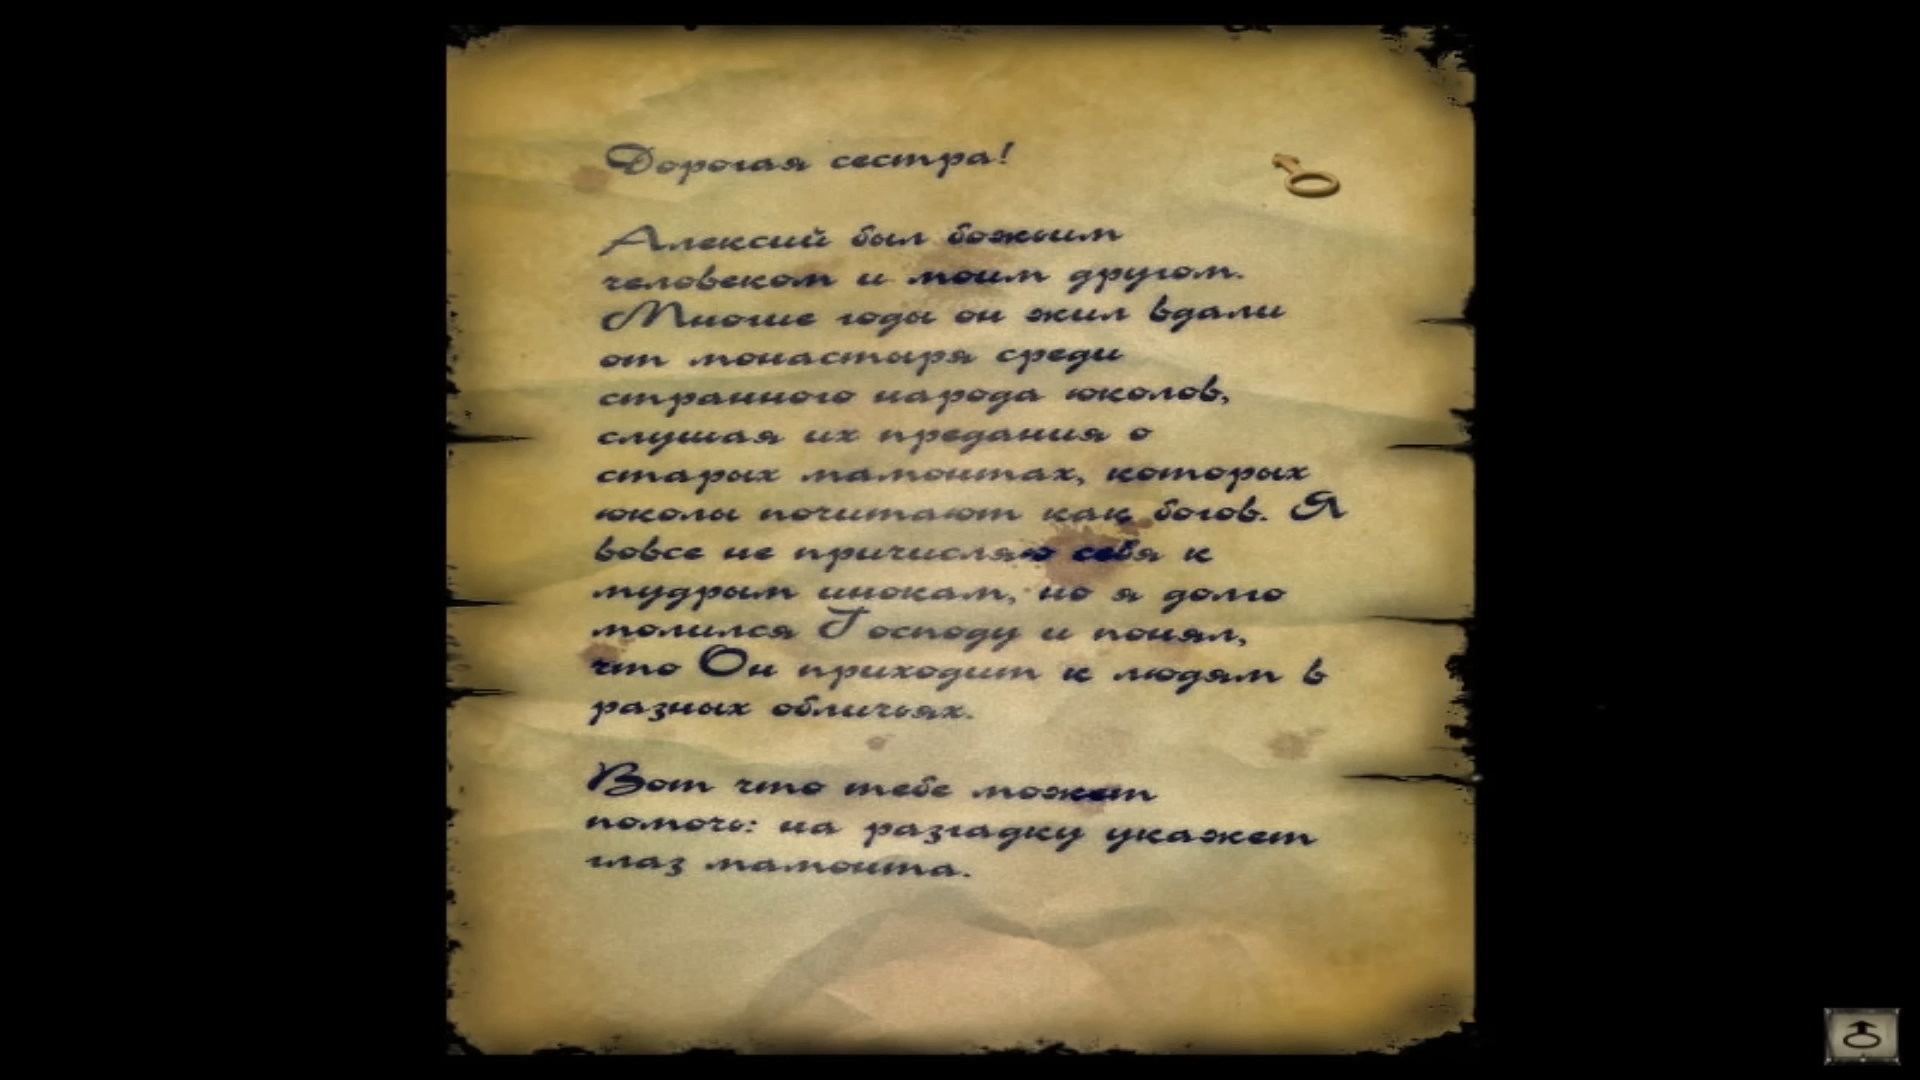 Дорогая сестра!
Алексий был божьим
человеком и моим другом.
Многие годы он жил вдали
от монастыря среди
странного народа юколов,
слушая их предания о
старых мамонтах, которых
юколы почитают как богов. Я
вовсе не причисляю себя к
мудрым инокам, но я долго
молился Господу и понял,
что Он приходит к людям в
разных обличьях.
Вот что тебе может
помочь: на разгадку укажет
глаз мамонта.